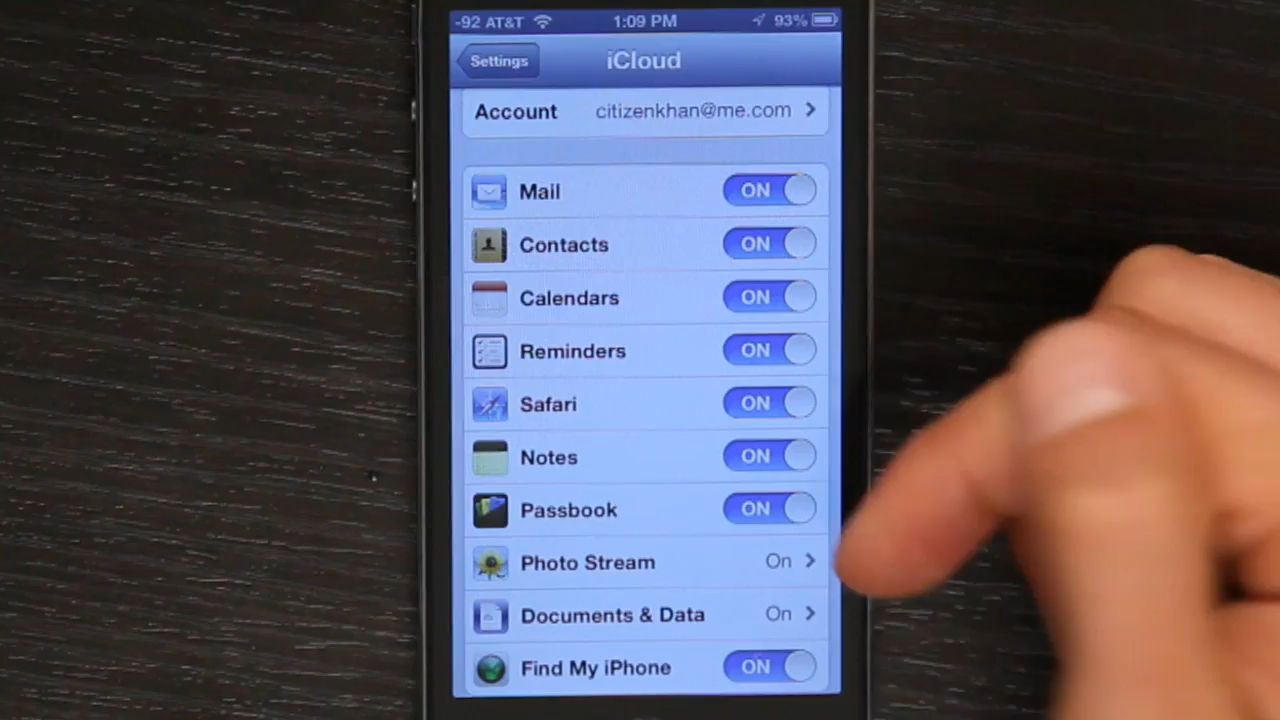 -92 AT&T 1:09 PM 93%
Settings iCloud
Account citizenkhan@me.com
Mail ON
Contacts ON
Calendars ON
Reminders ON
Safari ON
Notes ON
Passbook ON
Photo Stream On
Documents & Data On
Find My iPhone ON